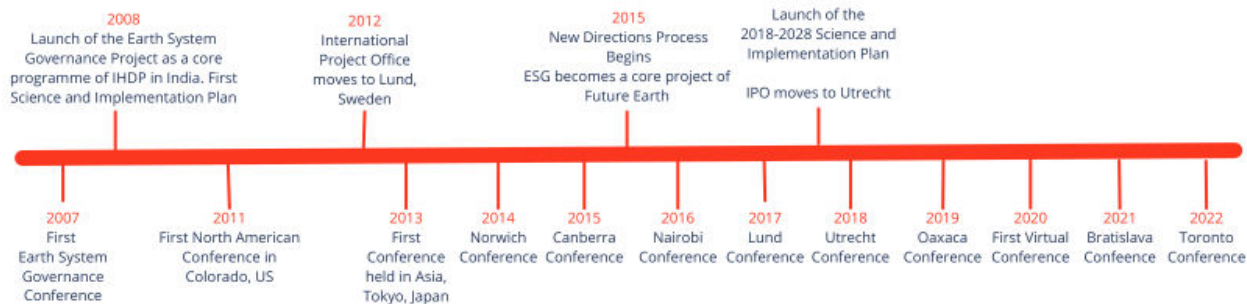 2008
Launch of the Earth System
Governance Project as a core
programme of IHDP in India. First
Science and Implementation Plan
2012
International
Project Office
moves to Lund,
Sweden
2015
New Directions Process
Begins
ESG becomes a core project of
Future Earth
Launch of the
2018-2028 Science and
Implementation Plan
IPO moves to Utrecht
2007
First
Earth System
Governance
Conference
2011
First North American
Conference in
Colorado, US
2013
First
Conference
held in Asia,
Tokyo, Japan
2014
Norwich
Conference
2015
Canberra
Conference
2016
Nairobi
Conference
2017
Lund
Conference
2018
Utrecht
Conference
2019
Oaxaca
Conference
2020
First Virtual
Conference
2021
Bratislava
Confeence
2022
Toronto
Conference